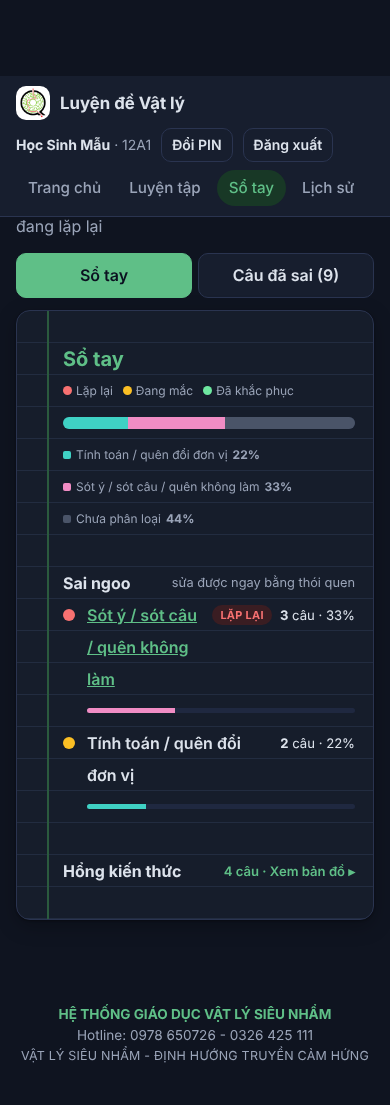 Luyện đề Vật lý
Học Sinh Mẫu · 12A1 Đổi PIN Đăng xuất
Trang chủ Luyện tập Sổ tay Lịch sử
đang lặp lại
Sổ tay Câu đã sai (9)
Sổ tay
Lặp lại Đang mắc Đã khắc phục
Tính toán / quên đổi đơn vị 22%
Sót ý / sót câu / quên không làm 33%
Chưa phân loại 44%
Sai ngoo sửa được ngay bằng thói quen
Sót ý / sót câu LẶP LẠI 3 câu · 33%
/ quên không
làm
Tính toán / quên đổi 2 câu · 22%
đơn vị
Hổng kiến thức 4 câu · Xem bản đồ ▸
HỆ THỐNG GIÁO DỤC VẬT LÝ SIÊU NHẨM
Hotline: 0978 650726 - 0326 425 111
VẬT LÝ SIÊU NHẨM - ĐỊNH HƯỚNG TRUYỀN CẢM HỨNG